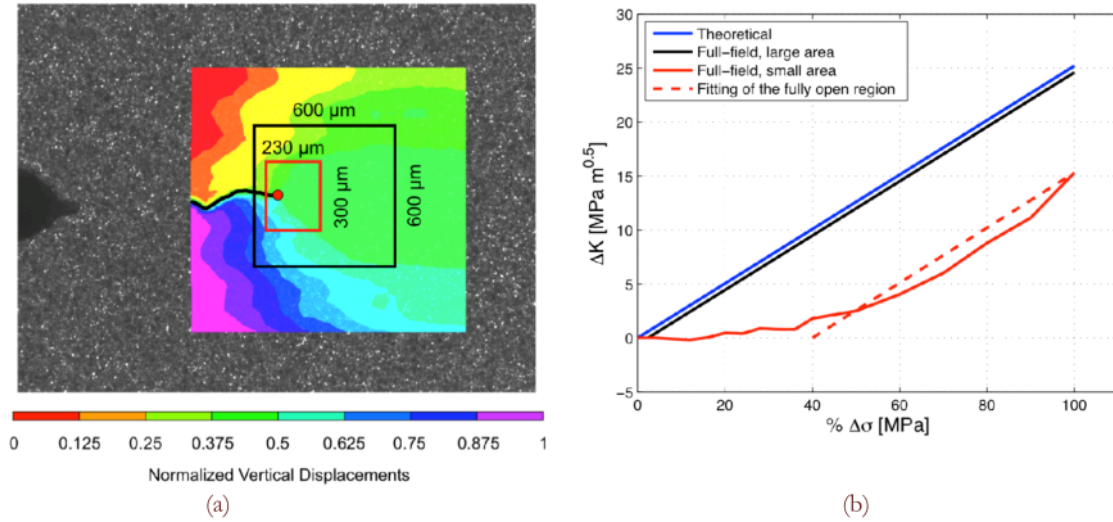 600 μm
230 μm
300 μm
600 μm
0 0.125 0.25 0.375 0.5 0.625 0.75 0.875 1
Normalized Vertical Displacements
(a)
30
25
20
15
10
5
0
−5
ΔK [MPa m^0.5]
Theoretical
Full−field, large area
Full−field, small area
Fitting of the fully open region
0 20 40 60 80 100
% Δσ [MPa]
(b)